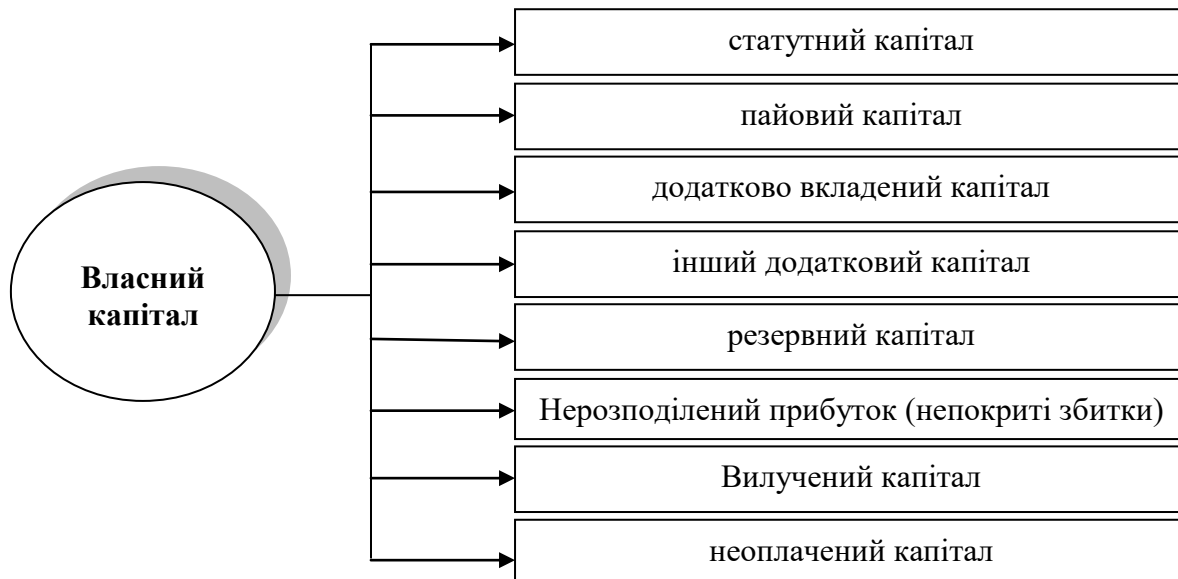 Власний
капітал
статутний капітал
пайовий капітал
додатково вкладений капітал
інший додатковий капітал
резервний капітал
Нерозподілений прибуток (непокриті збитки)
Вилучений капітал
неоплачений капітал